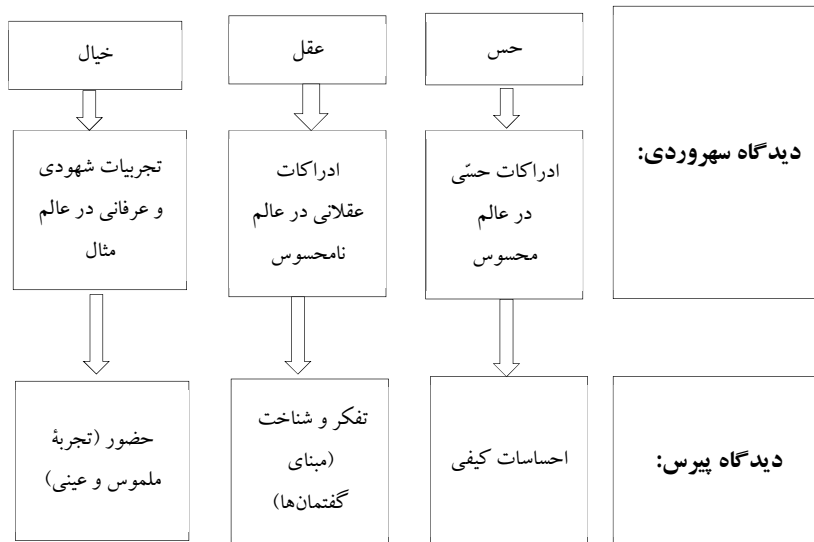 دیدگاه سهروردی:
حس
عقل
خیال
ادراکات حسّی
در عالم
محسوس
ادراکات
عقلانی در عالم
نامحسوس
تجربیات شهودی
و عرفانی در عالم
مثال
دیدگاه پیرس:
احساسات کیفی
تفکر و شناخت
(مبنای
گفتمان‌ها)
حضور (تجربهٔ
ملموس و عینی)